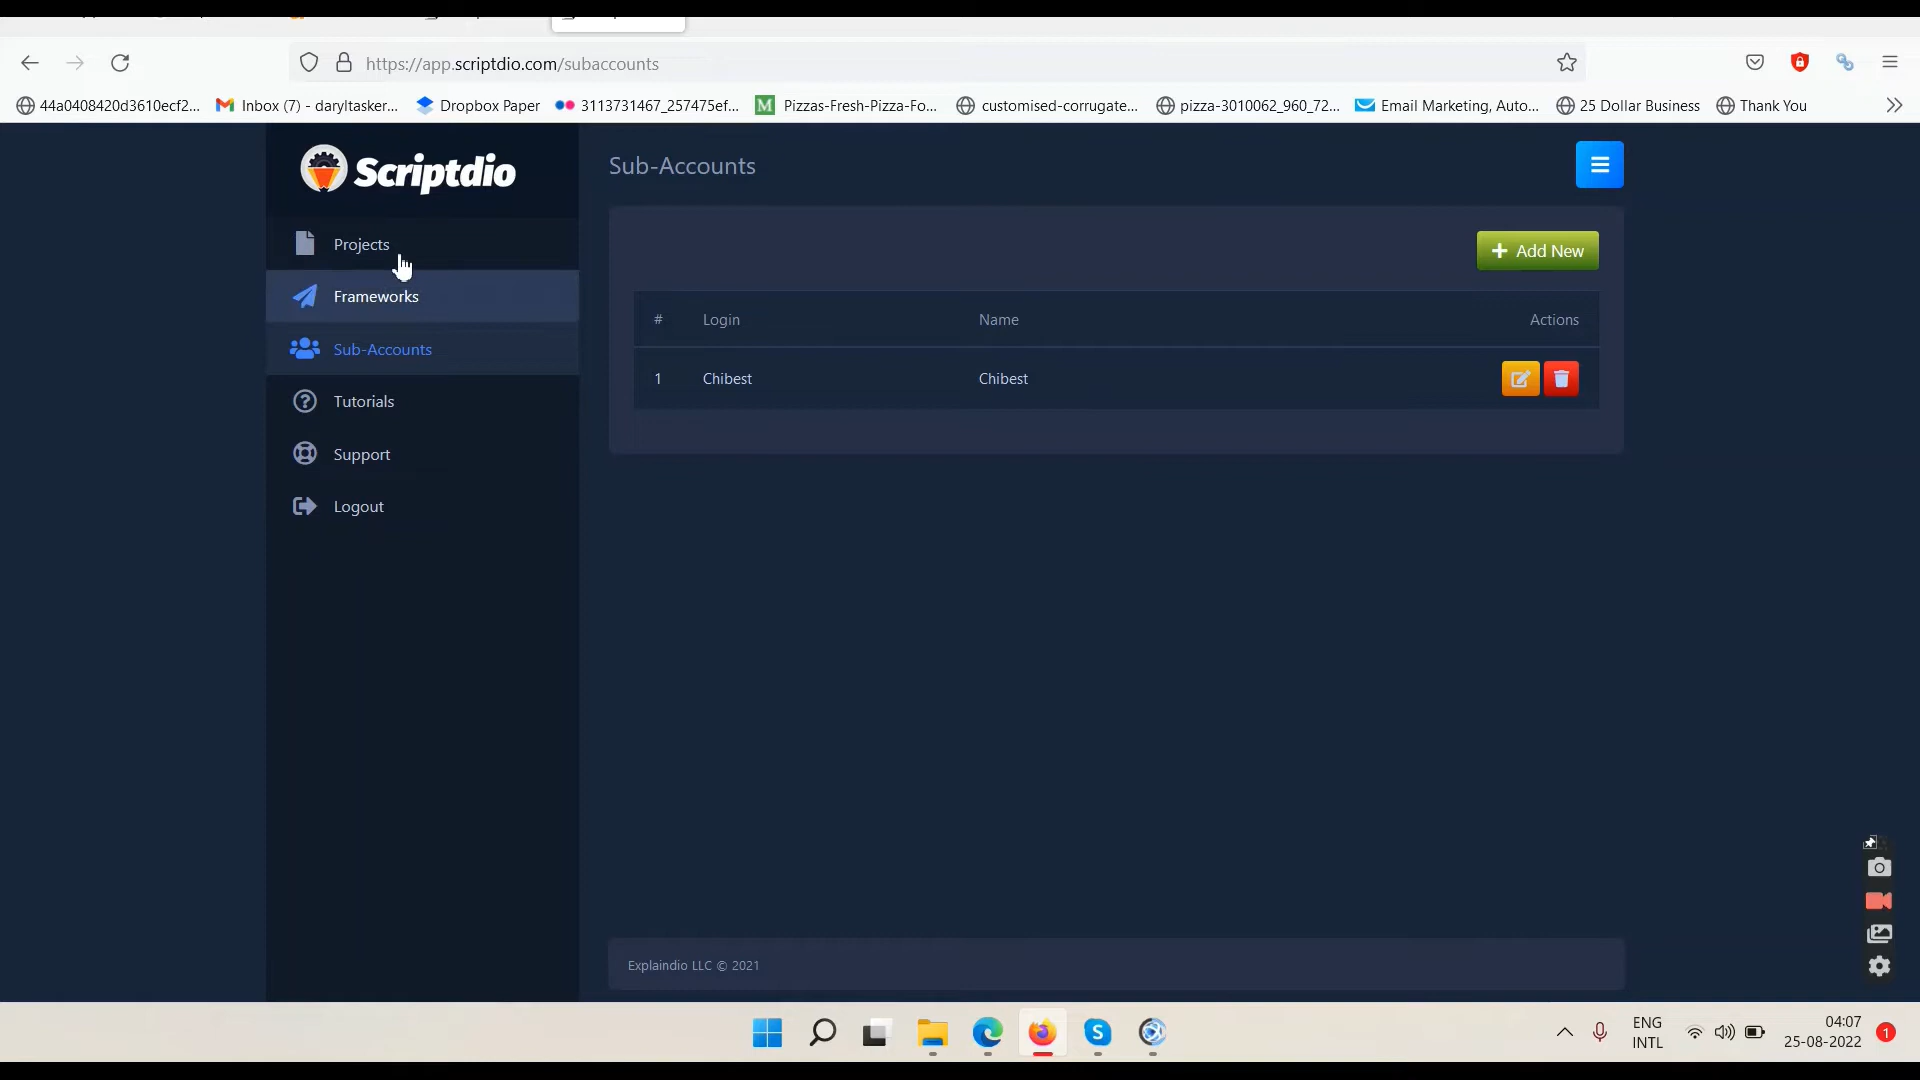 https://app.scriptdio.com/subaccounts
44a0408420d3610ecf2...
Inbox (7) - daryltasker...
Dropbox Paper
3113731467_257475ef...
M
Pizzas-Fresh-Pizza-Fo...
customised-corrugate...
pizza-3010062_960_72...
Email Marketing, Auto...
25 Dollar Business
Thank You
Scriptdio
Projects
Frameworks
Sub-Accounts
Tutorials
Support
Logout
Sub-Accounts
Add New
# Login Name Actions
1 Chibest Chibest
Explaindio LLC © 2021
S
ENG
INTL
04:07
25-08-2022
1